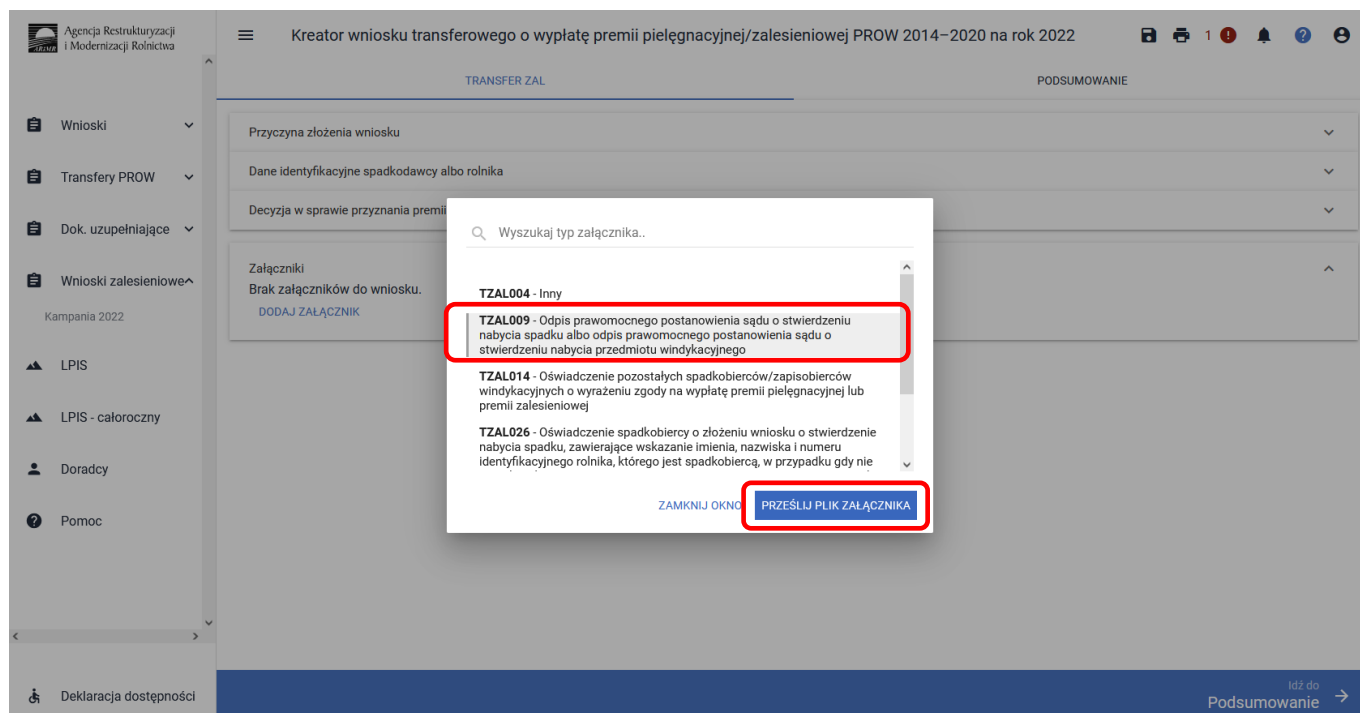 Agencja Restrukturyzacji
i Modernizacji Rolnictwa
ARiMR
Kreator wniosku transferowego o wypłatę premii pielęgnacyjnej/zalesieniowej PROW 2014–2020 na rok 2022
1
TRANSFER ZAL
PODSUMOWANIE
Wnioski
Transfery PROW
Dok. uzupełniające
Wnioski zalesieniowe
Kampania 2022
LPIS
LPIS - całoroczny
Doradcy
Pomoc
Deklaracja dostępności
Przyczyna złożenia wniosku
Dane identyfikacyjne spadkodawcy albo rolnika
Decyzja w sprawie przyznania premii
Załączniki
Brak załączników do wniosku.
DODAJ ZAŁĄCZNIK
Wyszukaj typ załącznika..
TZAL004 - Inny
TZAL009 - Odpis prawomocnego postanowienia sądu o stwierdzeniu
nabycia spadku albo odpis prawomocnego postanowienia sądu o
stwierdzeniu nabycia przedmiotu windykacyjnego
TZAL014 - Oświadczenie pozostałych spadkobierców/zapisobierców
windykacyjnych o wyrażeniu zgody na wypłatę premii pielęgnacyjnej lub
premii zalesieniowej
TZAL026 - Oświadczenie spadkobiercy o złożeniu wniosku o stwierdzenie
nabycia spadku, zawierające wskazanie imienia, nazwiska i numeru
identyfikacyjnego rolnika, którego jest spadkobiercą, w przypadku gdy nie
ZAMKNIJ OKNO
PRZEŚLIJ PLIK ZAŁĄCZNIKA
Idź do
Podsumowanie